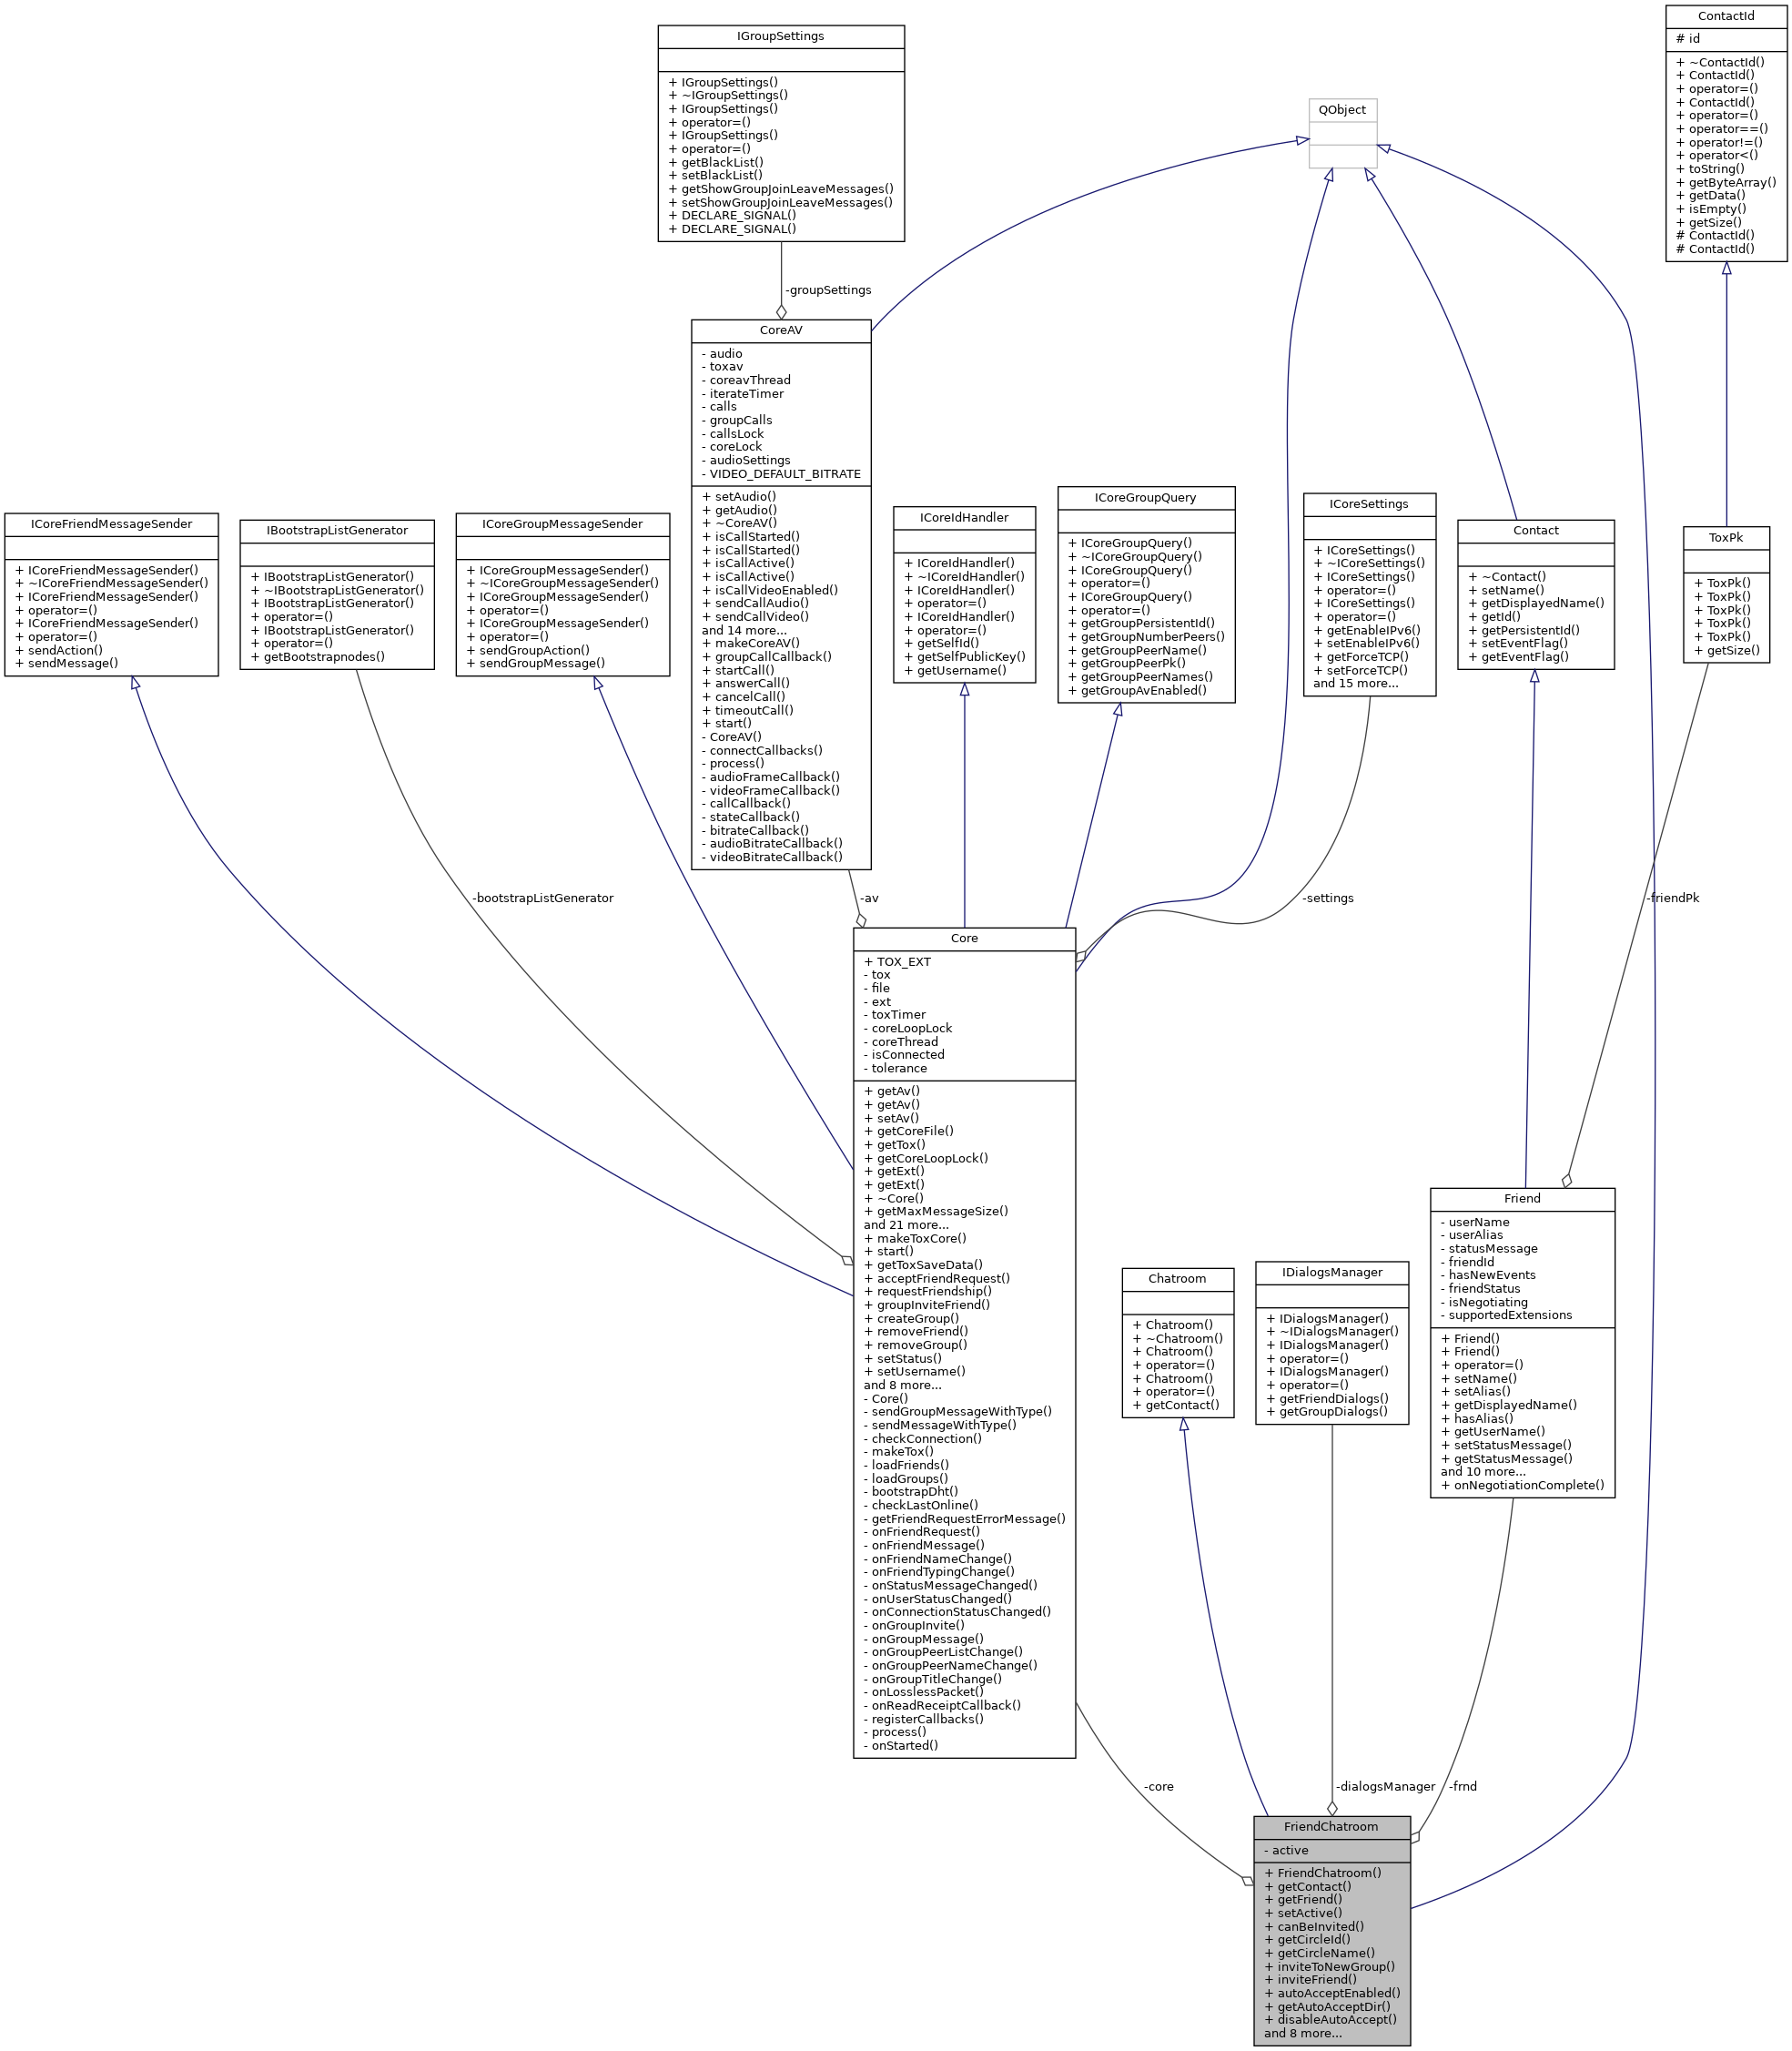 ContactId
# id
+ ~ContactId()
+ ContactId()
+ operator=()
+ ContactId()
+ operator=()
+ operator==()
+ operator!=()
+ operator<()
+ toString()
+ getByteArray()
+ getData()
+ isEmpty()
+ getSize()
# ContactId()
# ContactId()
IGroupSettings
+ IGroupSettings()
+ ~IGroupSettings()
+ IGroupSettings()
+ operator=()
+ IGroupSettings()
+ operator=()
+ getBlackList()
+ setBlackList()
+ getShowGroupJoinLeaveMessages()
+ setShowGroupJoinLeaveMessages()
+ DECLARE_SIGNAL()
+ DECLARE_SIGNAL()
QObject
-groupSettings
CoreAV
- audio
- toxav
- coreavThread
- iterateTimer
- calls
- groupCalls
- callsLock
- coreLock
- audioSettings
- VIDEO_DEFAULT_BITRATE
+ setAudio()
+ getAudio()
+ ~CoreAV()
+ isCallStarted()
+ isCallStarted()
+ isCallActive()
+ isCallActive()
+ isCallVideoEnabled()
+ sendCallAudio()
+ sendCallVideo()
and 14 more...
+ makeCoreAV()
+ groupCallCallback()
+ startCall()
+ answerCall()
+ cancelCall()
+ timeoutCall()
+ start()
- CoreAV()
- connectCallbacks()
- process()
- audioFrameCallback()
- videoFrameCallback()
- callCallback()
- stateCallback()
- bitrateCallback()
- audioBitrateCallback()
- videoBitrateCallback()
ICoreFriendMessageSender
+ ICoreFriendMessageSender()
+ ~ICoreFriendMessageSender()
+ ICoreFriendMessageSender()
+ operator=()
+ ICoreFriendMessageSender()
+ operator=()
+ sendAction()
+ sendMessage()
IBootstrapListGenerator
+ IBootstrapListGenerator()
+ ~IBootstrapListGenerator()
+ IBootstrapListGenerator()
+ operator=()
+ IBootstrapListGenerator()
+ operator=()
+ getBootstrapnodes()
ICoreGroupMessageSender
+ ICoreGroupMessageSender()
+ ~ICoreGroupMessageSender()
+ ICoreGroupMessageSender()
+ operator=()
+ ICoreGroupMessageSender()
+ operator=()
+ sendGroupAction()
+ sendGroupMessage()
ICoreIdHandler
+ ICoreIdHandler()
+ ~ICoreIdHandler()
+ ICoreIdHandler()
+ operator=()
+ ICoreIdHandler()
+ operator=()
+ getSelfId()
+ getSelfPublicKey()
+ getUsername()
ICoreGroupQuery
+ ICoreGroupQuery()
+ ~ICoreGroupQuery()
+ ICoreGroupQuery()
+ operator=()
+ ICoreGroupQuery()
+ operator=()
+ getGroupPersistentId()
+ getGroupNumberPeers()
+ getGroupPeerName()
+ getGroupPeerPk()
+ getGroupPeerNames()
+ getGroupAvEnabled()
ICoreSettings
+ ICoreSettings()
+ ~ICoreSettings()
+ ICoreSettings()
+ operator=()
+ ICoreSettings()
+ operator=()
+ getEnableIPv6()
+ setEnableIPv6()
+ getForceTCP()
+ setForceTCP()
and 15 more...
Contact
+ ~Contact()
+ setName()
+ getDisplayedName()
+ getId()
+ getPersistentId()
+ setEventFlag()
+ getEventFlag()
ToxPk
+ ToxPk()
+ ToxPk()
+ ToxPk()
+ ToxPk()
+ ToxPk()
+ getSize()
-bootstrapListGenerator
-av
-settings
-friendPk
Core
+ TOX_EXT
- tox
- file
- ext
- toxTimer
- coreLoopLock
- coreThread
- isConnected
- tolerance
+ getAv()
+ getAv()
+ setAv()
+ getCoreFile()
+ getTox()
+ getCoreLoopLock()
+ getExt()
+ getExt()
+ ~Core()
+ getMaxMessageSize()
and 21 more...
+ makeToxCore()
+ start()
+ getToxSaveData()
+ acceptFriendRequest()
+ requestFriendship()
+ groupInviteFriend()
+ createGroup()
+ removeFriend()
+ removeGroup()
+ setStatus()
+ setUsername()
and 8 more...
- Core()
- sendGroupMessageWithType()
- sendMessageWithType()
- checkConnection()
- makeTox()
- loadFriends()
- loadGroups()
- bootstrapDht()
- checkLastOnline()
- getFriendRequestErrorMessage()
- onFriendRequest()
- onFriendMessage()
- onFriendNameChange()
- onFriendTypingChange()
- onStatusMessageChanged()
- onUserStatusChanged()
- onConnectionStatusChanged()
- onGroupInvite()
- onGroupMessage()
- onGroupPeerListChange()
- onGroupPeerNameChange()
- onGroupTitleChange()
- onLosslessPacket()
- onReadReceiptCallback()
- registerCallbacks()
- process()
- onStarted()
Chatroom
+ Chatroom()
+ ~Chatroom()
+ Chatroom()
+ operator=()
+ Chatroom()
+ operator=()
+ getContact()
IDialogsManager
+ IDialogsManager()
+ ~IDialogsManager()
+ IDialogsManager()
+ operator=()
+ IDialogsManager()
+ operator=()
+ getFriendDialogs()
+ getGroupDialogs()
Friend
- userName
- userAlias
- statusMessage
- friendId
- hasNewEvents
- friendStatus
- isNegotiating
- supportedExtensions
+ Friend()
+ Friend()
+ operator=()
+ setName()
+ setAlias()
+ getDisplayedName()
+ hasAlias()
+ getUserName()
+ setStatusMessage()
+ getStatusMessage()
and 10 more...
+ onNegotiationComplete()
-core
-dialogsManager
-frnd
FriendChatroom
- active
+ FriendChatroom()
+ getContact()
+ getFriend()
+ setActive()
+ canBeInvited()
+ getCircleId()
+ getCircleName()
+ inviteToNewGroup()
+ inviteFriend()
+ autoAcceptEnabled()
+ getAutoAcceptDir()
+ disableAutoAccept()
and 8 more...